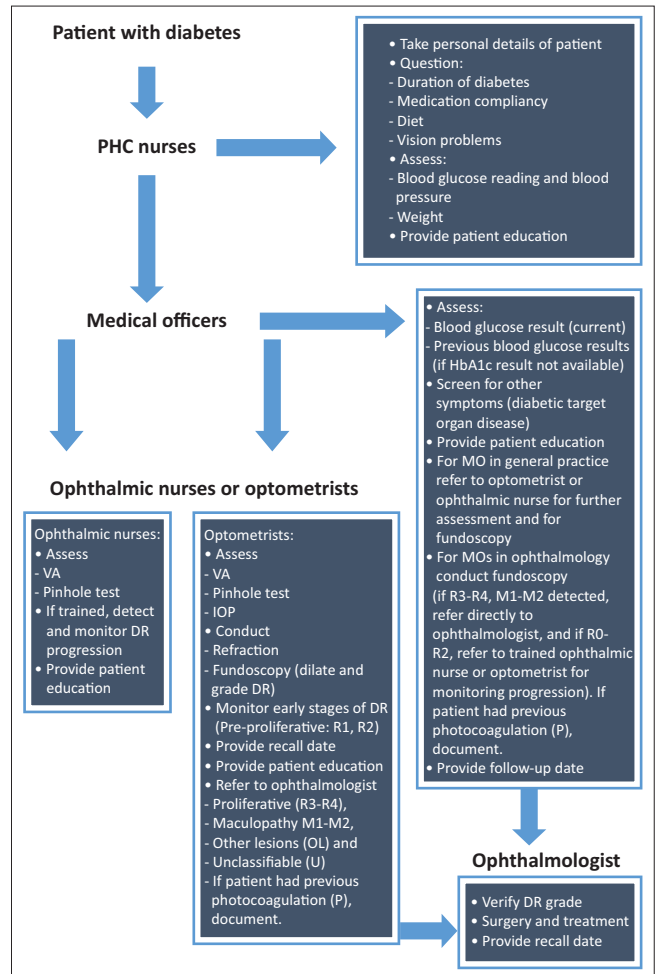 Patient with diabetes
• Take personal details of patient
• Question:
- Duration of diabetes
- Medication compliancy
- Diet
- Vision problems
• Assess:
- Blood glucose reading and blood
pressure
- Weight
• Provide patient education
PHC nurses
Medical officers
• Assess:
- Blood glucose result (current)
- Previous blood glucose results
(if HbA1c result not available)
• Screen for other
symptoms (diabetic target
organ disease)
• Provide patient education
• For MO in general practice
refer to optometrist or
ophthalmic nurse for further
assessment and for
fundoscopy
• For MOs in ophthalmology
conduct fundoscopy
(if R3-R4, M1-M2 detected,
refer directly to
ophthalmologist, and if R0-
R2, refer to trained ophthalmic
nurse or optometrist for
monitoring progression). If
patient had previous
photocoagulation (P),
document.
• Provide follow-up date
Ophthalmic nurses or optometrists
Ophthalmic nurses:
• Assess
- VA
- Pinhole test
• If trained, detect
and monitor DR
progression
• Provide patient
education
Optometrists:
• Assess
- VA
- Pinhole test
- IOP
• Conduct
- Refraction
- Fundoscopy (dilate and
grade DR)
• Monitor early stages of DR
(Pre-proliferative: R1, R2)
• Provide recall date
• Provide patient education
• Refer to ophthalmologist
- Proliferative (R3-R4),
- Maculopathy M1-M2,
- Other lesions (OL) and
- Unclassifiable (U)
- If patient had previous
photocoagulation (P),
document.
Ophthalmologist
• Verify DR grade
• Surgery and treatment
• Provide recall date